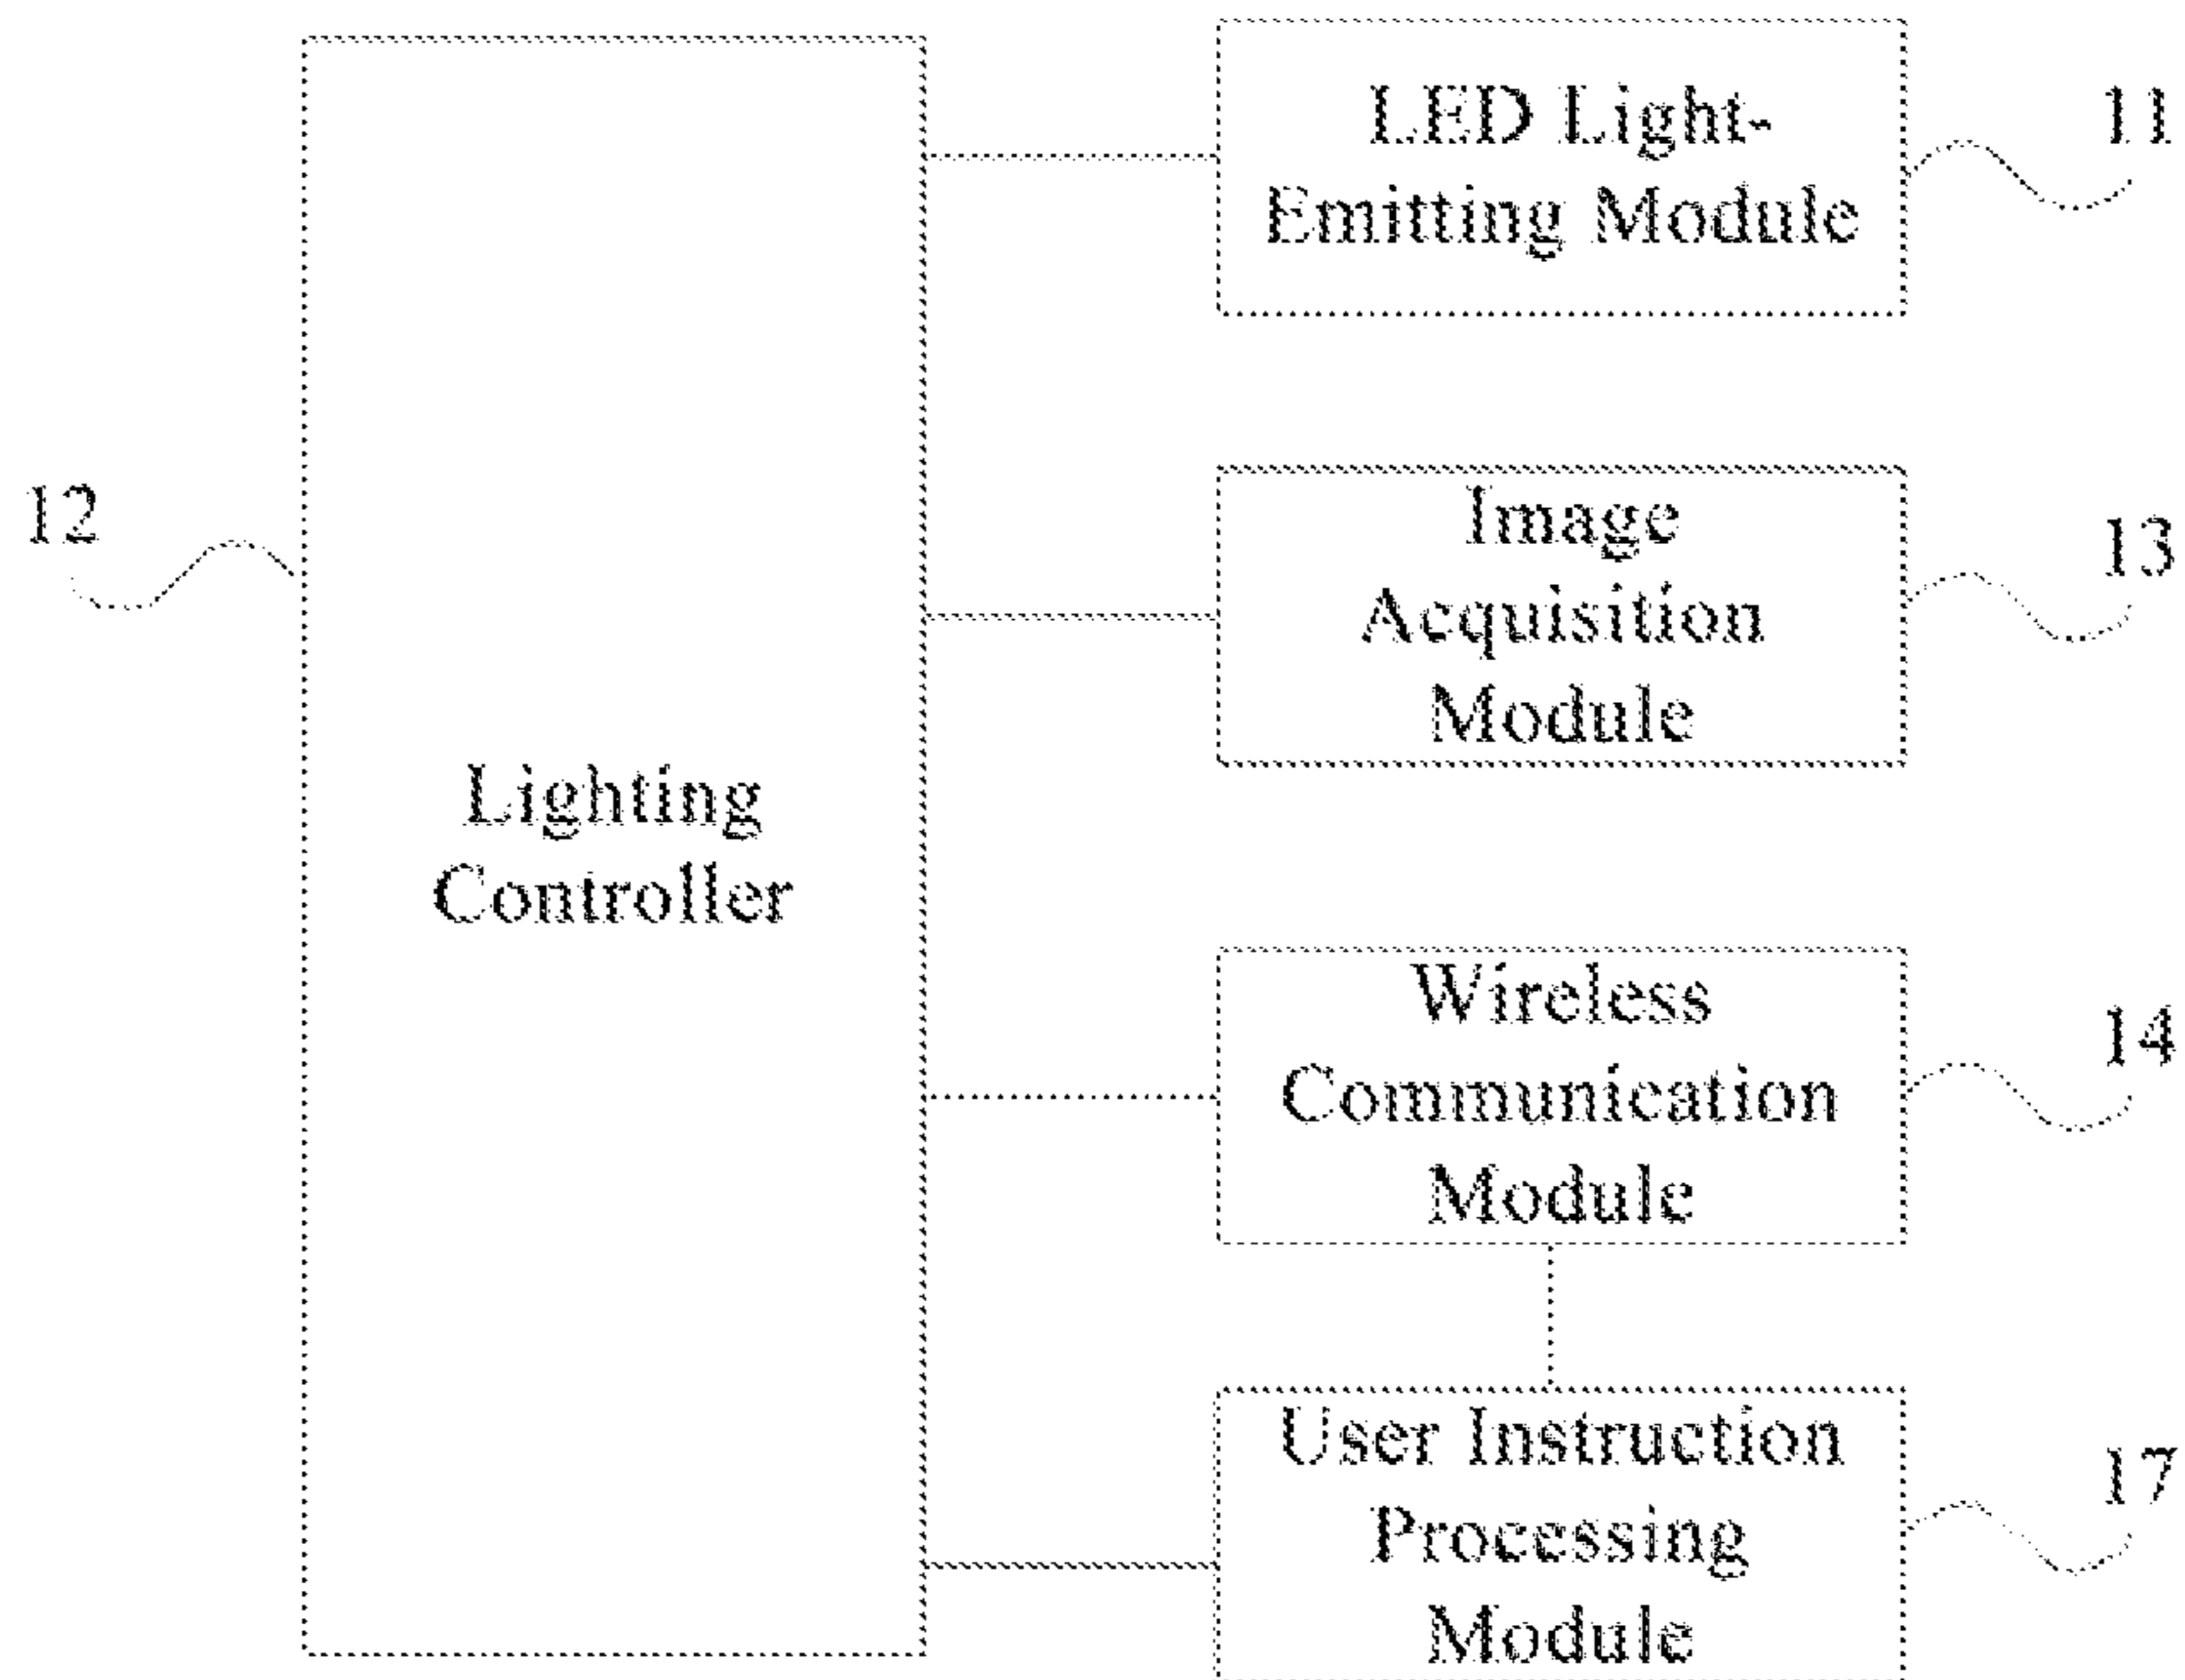 12
Lighting
Controller
LED Light-
Emitting Module
11
Image
Acquisition
Module
13
Wireless
Communication
Module
14
User Instruction
Processing
Module
17